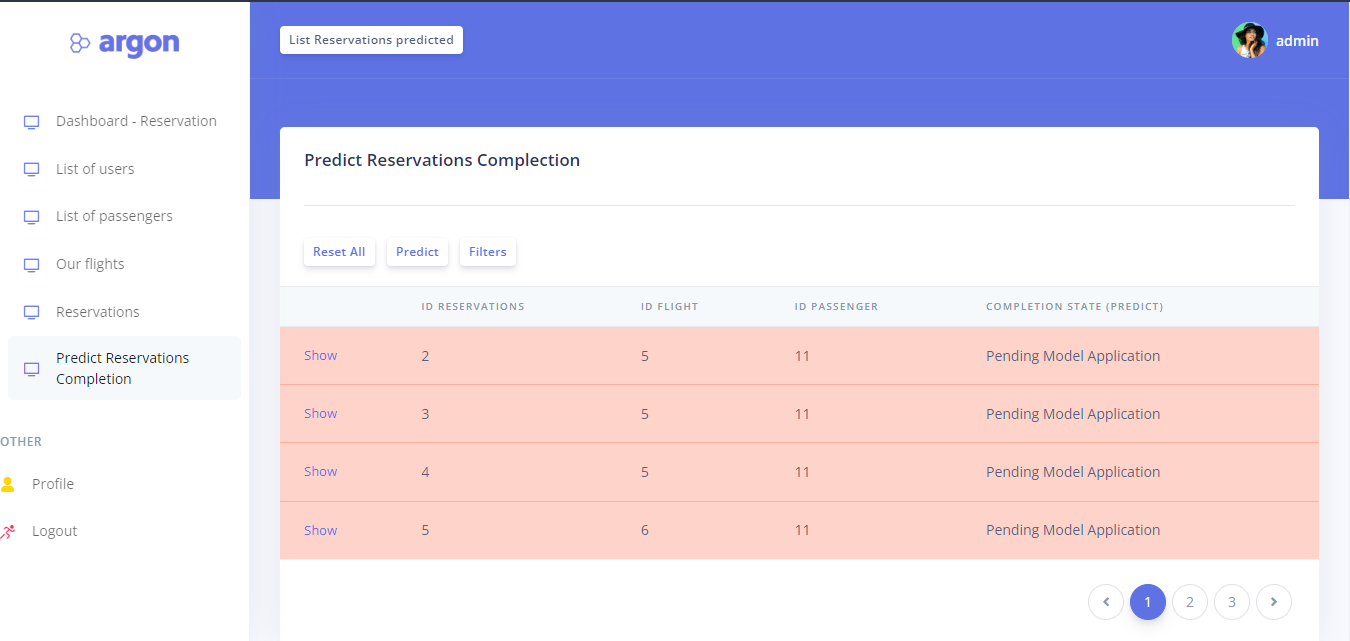 argon
List Reservations predicted
admin
Dashboard - Reservation
List of users
List of passengers
Our flights
Reservations
Predict Reservations
Completion
OTHER
Profile
Logout
Predict Reservations Complection
Reset All Predict Filters
ID RESERVATIONS ID FLIGHT ID PASSENGER COMPLETION STATE (PREDICT)
Show 2 5 11 Pending Model Application
Show 3 5 11 Pending Model Application
Show 4 5 11 Pending Model Application
Show 5 6 11 Pending Model Application
1 2 3